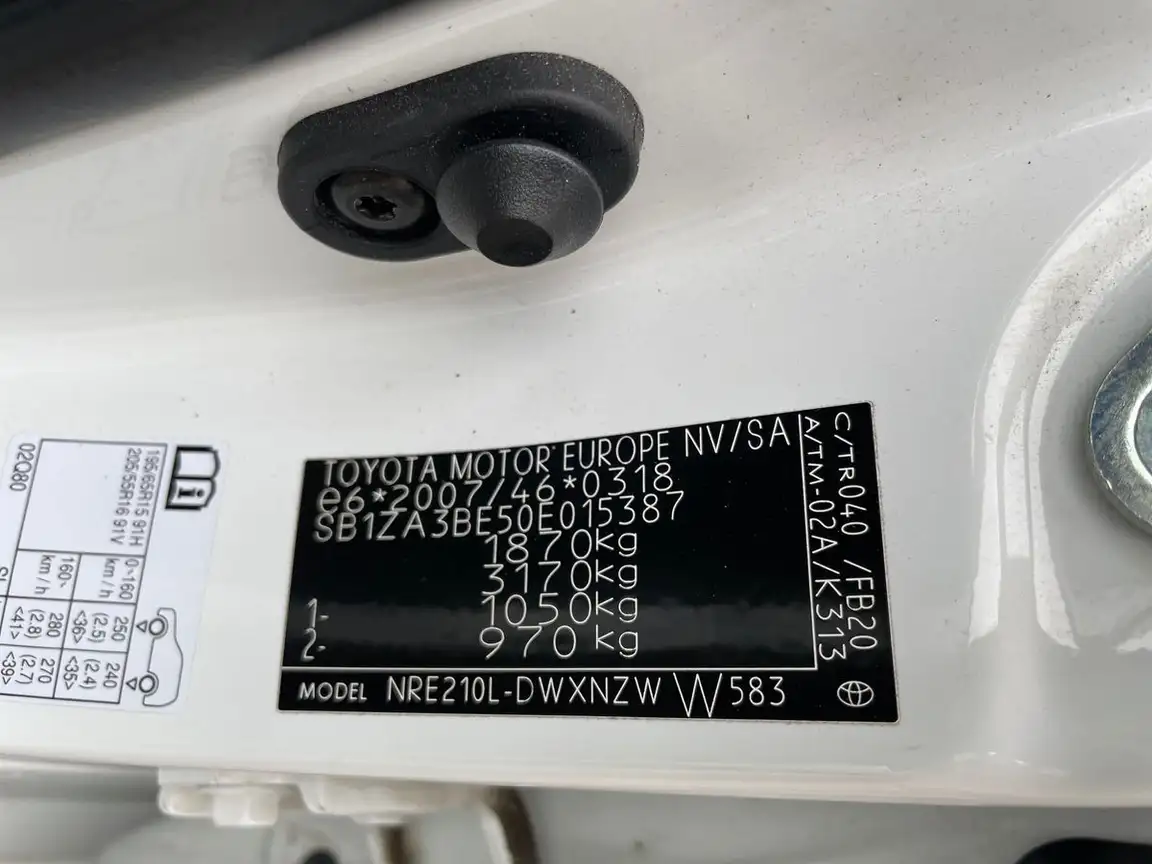 TOYOTA MOTOR EUROPE NV/SA
e6*2007/46*0318
SB1ZA3BE50E015387
1870kg
3170kg
1- 1050kg
2- 970kg
MODEL NRE210L-DWXNZW W583
C/TR040 /FB20
A/TM-02A/K313
02Q80
195/65R15 91H
205/55R16 91V
0~160 km/h
250 (2.5) <36>
240 (2.4) <35>
160~ km/h
280 (2.8) <41>
270 (2.7) <39>